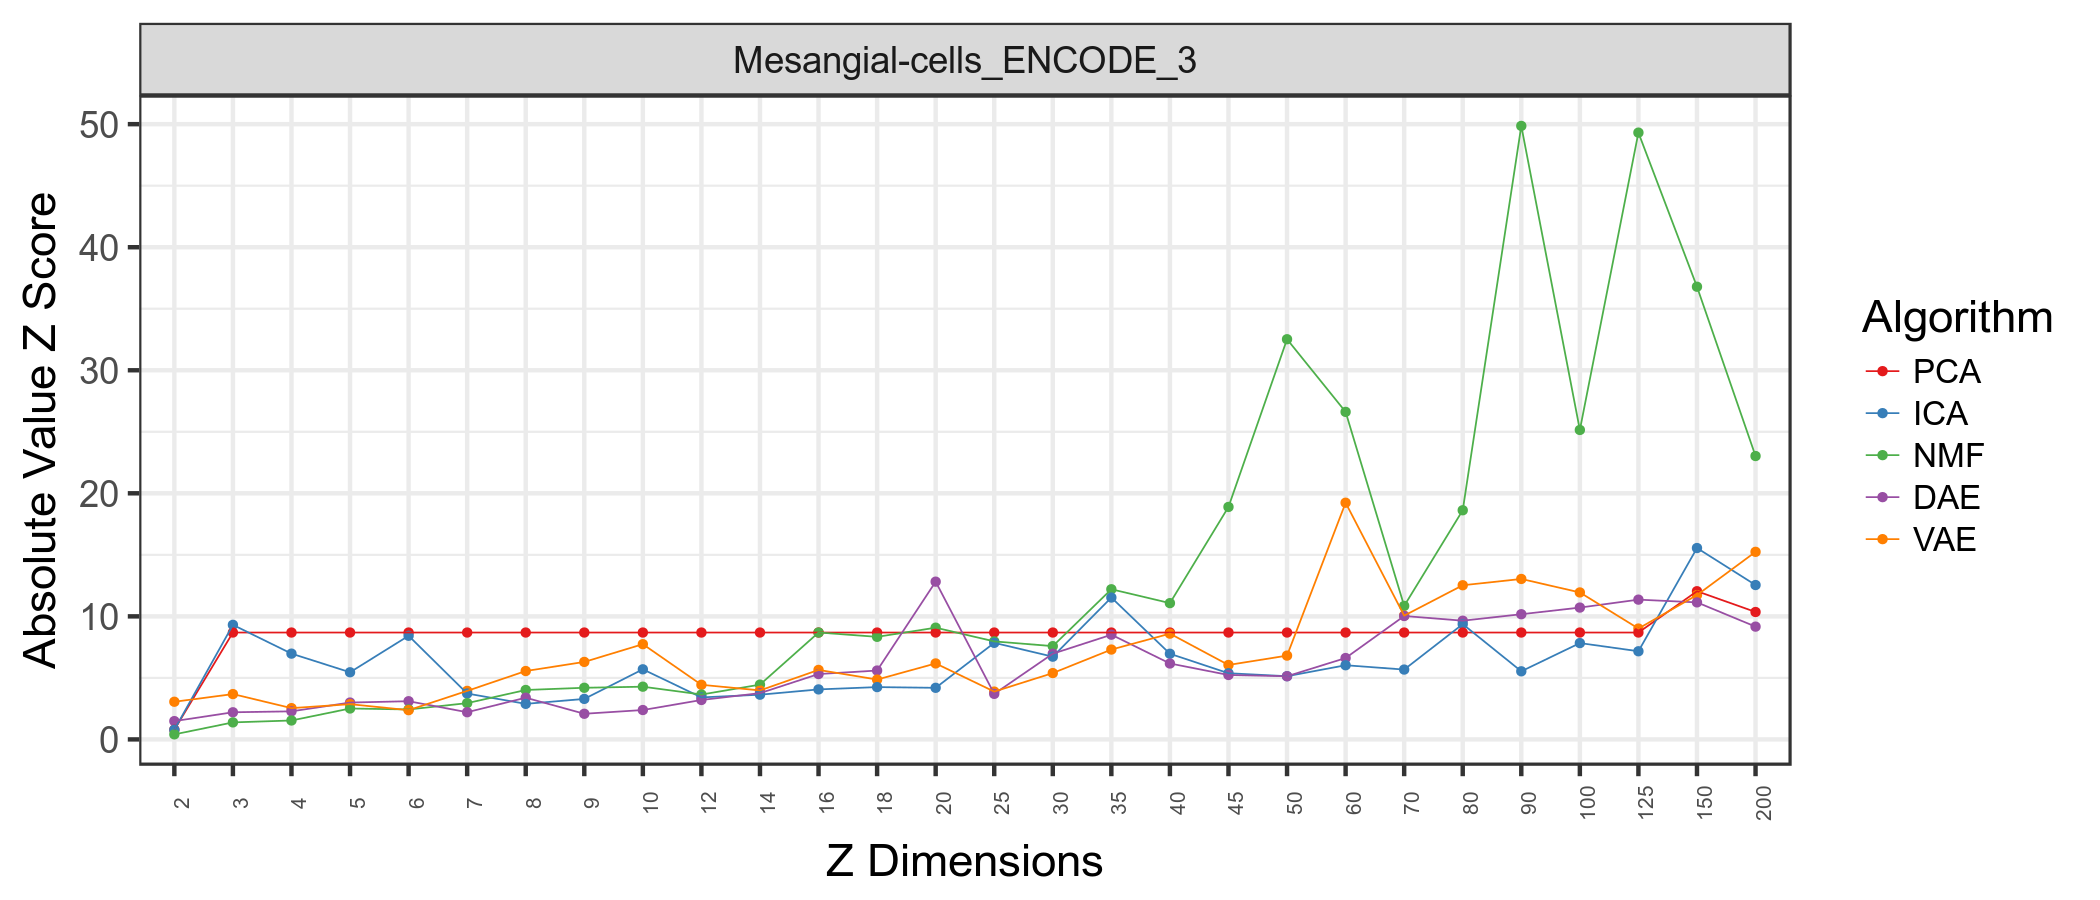 Mesangial-cells_ENCODE_3
Absolute Value Z Score
50
40
30
20
10
0
2 3 4 5 6 7 8 9 10 12 14 16 18 20 25 30 35 40 45 50 60 70 80 90 100 125 150 200
Z Dimensions
Algorithm
PCA
ICA
NMF
DAE
VAE